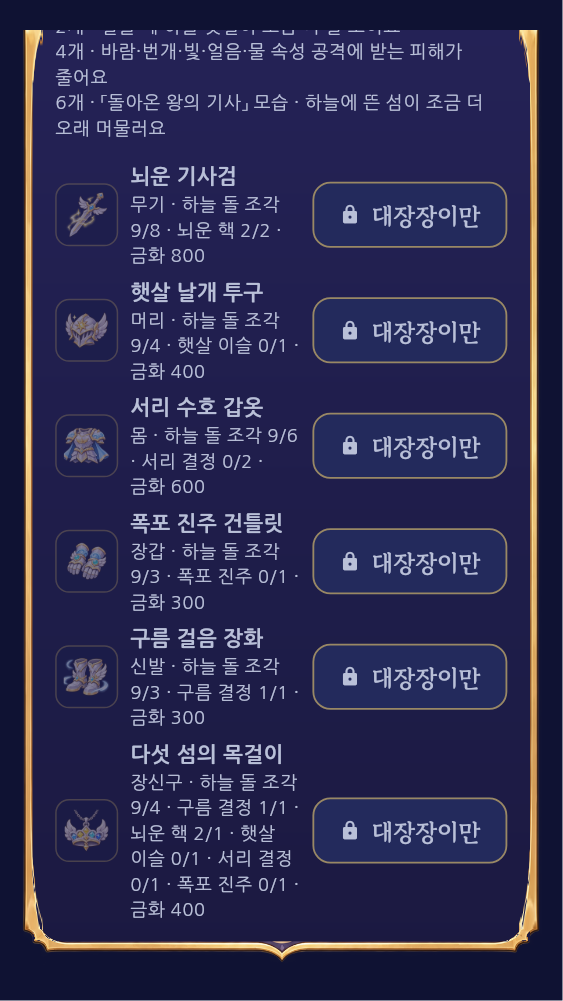 4개 · 바람·번개·빛·얼음·물 속성 공격에 받는 피해가
줄어요
6개 · 「돌아온 왕의 기사」 모습 · 하늘에 뜬 섬이 조금 더
오래 머물러요
뇌운 기사검
무기 · 하늘 돌 조각
9/8 · 뇌운 핵 2/2 ·
금화 800
대장장이만
햇살 날개 투구
머리 · 하늘 돌 조각
9/4 · 햇살 이슬 0/1 ·
금화 400
대장장이만
서리 수호 갑옷
몸 · 하늘 돌 조각 9/6
· 서리 결정 0/2 ·
금화 600
대장장이만
폭포 진주 건틀릿
장갑 · 하늘 돌 조각
9/3 · 폭포 진주 0/1 ·
금화 300
대장장이만
구름 걸음 장화
신발 · 하늘 돌 조각
9/3 · 구름 결정 1/1 ·
금화 300
대장장이만
다섯 섬의 목걸이
장신구 · 하늘 돌 조각
9/4 · 구름 결정 1/1 ·
뇌운 핵 2/1 · 햇살
이슬 0/1 · 서리 결정
0/1 · 폭포 진주 0/1 ·
금화 400
대장장이만